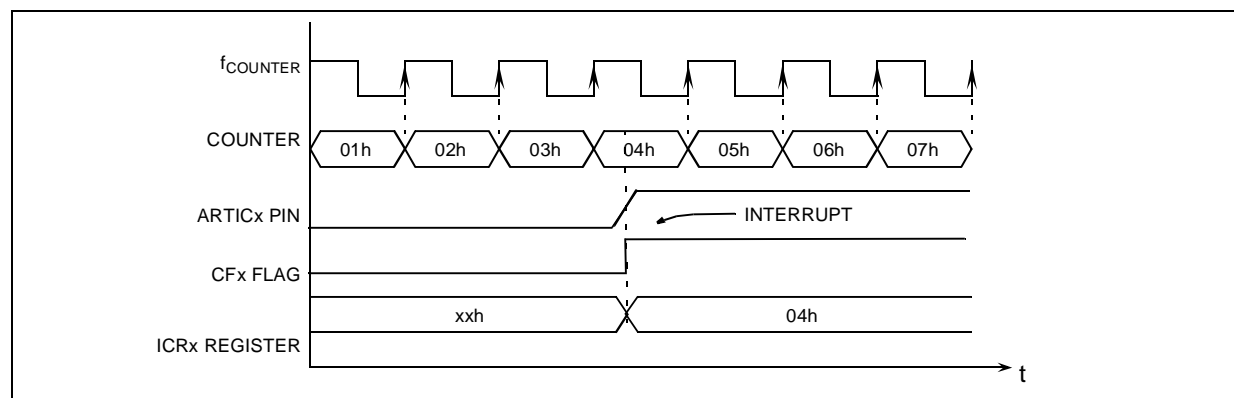 fCOUNTER
COUNTER
01h 02h 03h 04h 05h 06h 07h
ARTICx PIN
INTERRUPT
CFx FLAG
xxh 04h
ICRx REGISTER
t